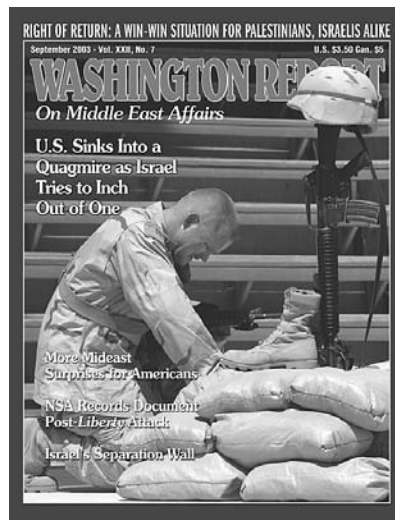 RIGHT OF RETURN: A WIN-WIN SITUATION FOR PALESTINIANS, ISRAELIS ALIKE
September 2003 - Vol. XXII, No. 7 U.S. $3.50 Can. $5
WASHINGTON REPORT
On Middle East Affairs
U.S. Sinks Into a
Quagmire as Israel
Tries to Inch
Out of One
More Mideast
Surprises for Americans
NSA Records Document
Post-Liberty Attack
Israel's Separation Wall